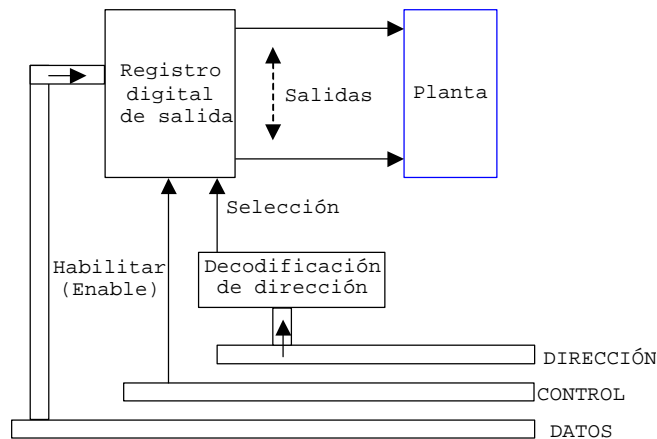 Registro
digital
de salida
Salidas
Planta
Selección
Habilitar
(Enable)
Decodificación
de dirección
DIRECCIÓN
CONTROL
DATOS